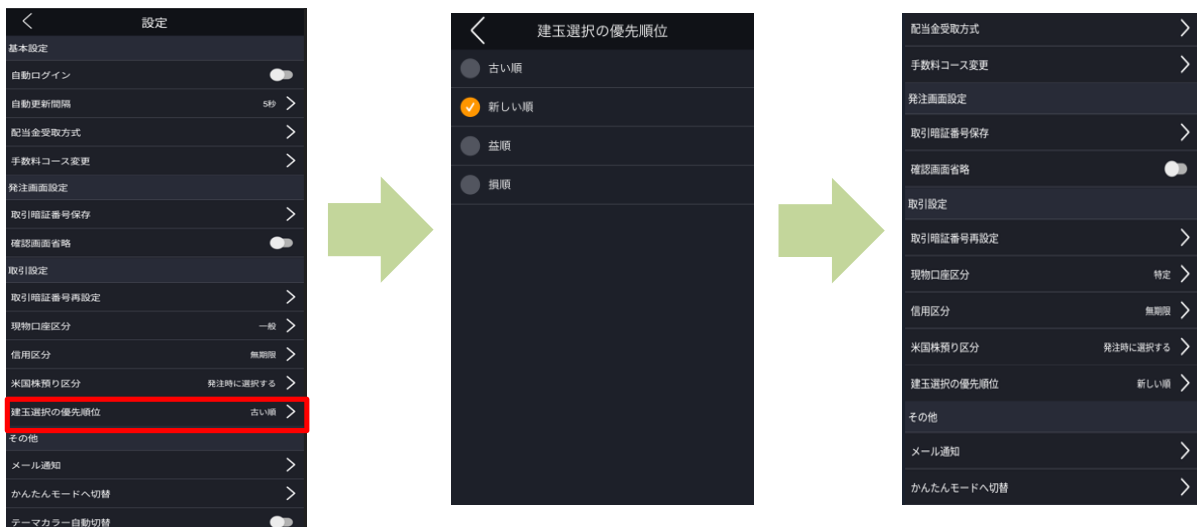 設定
基本設定
自動ログイン
自動更新間隔 5秒
配当金受取方式
手数料コース変更
発注画面設定
取引暗証番号保存
確認画面省略
取引設定
取引暗証番号再設定
現物口座区分 一般
信用区分 無期限
米国株預り区分 発注時に選択する
建玉選択の優先順位 古い順
その他
メール通知
かんたんモードへ切替
テーマカラー自動切替
建玉選択の優先順位
古い順
新しい順
益順
損順
配当金受取方式
手数料コース変更
発注画面設定
取引暗証番号保存
確認画面省略
取引設定
取引暗証番号再設定
現物口座区分 特定
信用区分 無期限
米国株預り区分 発注時に選択する
建玉選択の優先順位 新しい順
その他
メール通知
かんたんモードへ切替